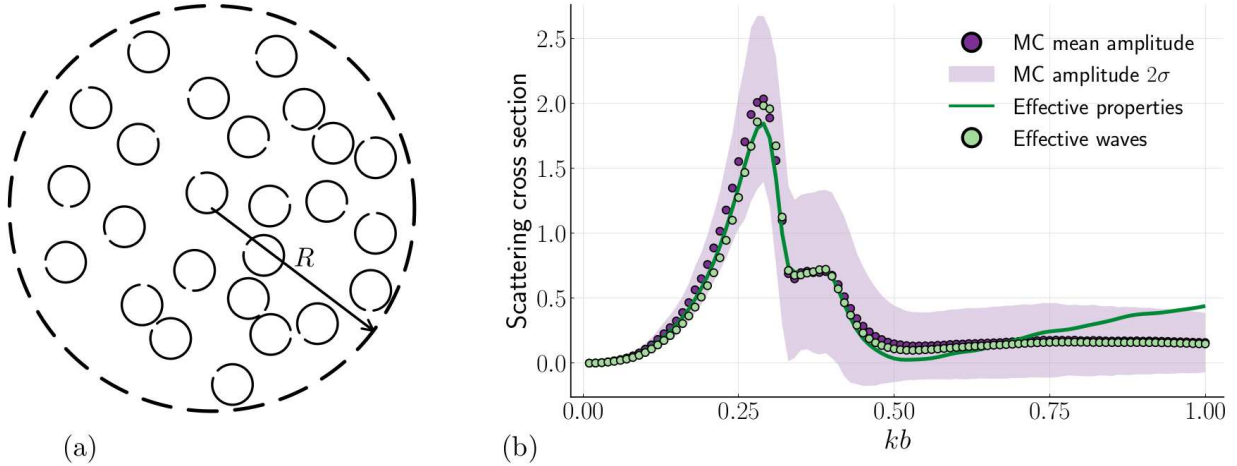 R
(a)
Scattering cross section
2.5
2.0
1.5
1.0
0.5
0.0
MC mean amplitude
MC amplitude 2σ
Effective properties
Effective waves
0.00 0.25 0.50 0.75 1.00
kb
(b)